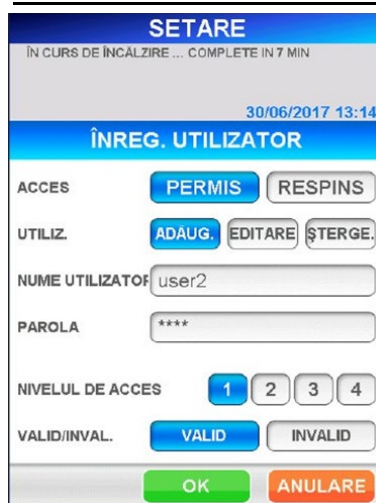 SETARE
ÎN CURS DE ÎNCĂLZIRE ... COMPLETE IN 7 MIN
30/06/2017 13:14
ÎNREG. UTILIZATOR
ACCES PERMIS RESPINS
UTILIZ. ADĂUG. EDITARE ŞTERGE.
NUME UTILIZATOF user2
PAROLA ****
NIVELUL DE ACCES 1 2 3 4
VALID/INVAL. VALID INVALID
OK ANULARE